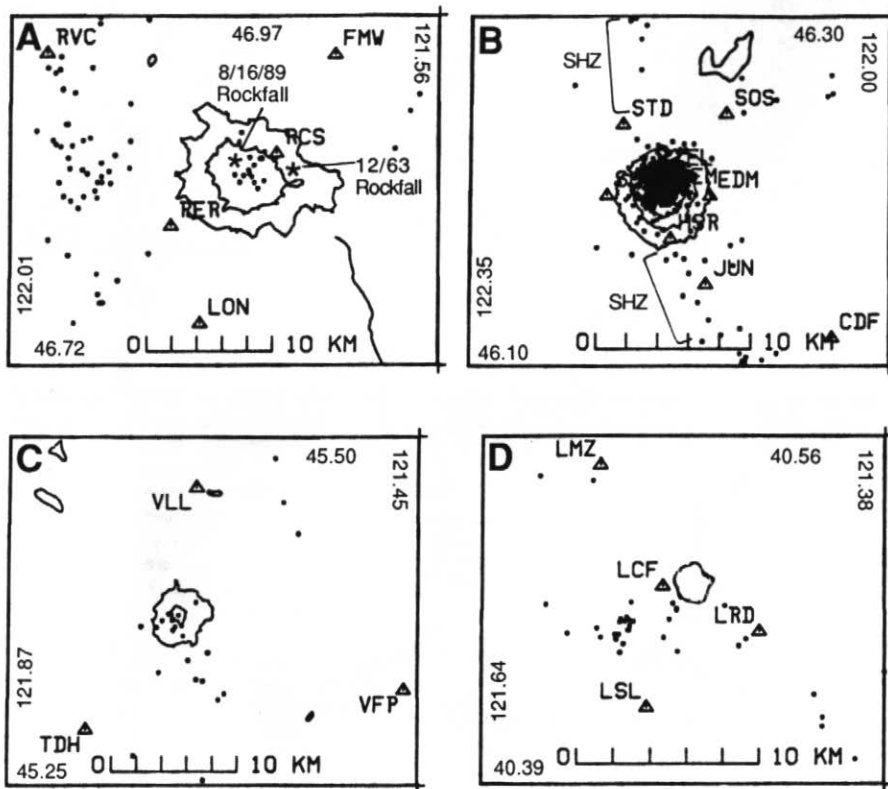 A
RVC
46.97
FMW
121.56
8/16/89
Rockfall
RCS
12/63
Rockfall
RER
122.01
LON
46.72
0 10 KM
B
46.30
122.00
SHZ
STD
SOS
EDM
HSR
JUN
122.35
SHZ
CDF
0 10 KM
46.10
C
45.50
121.45
VLL
121.87
VFP
TDH
0 10 KM
45.25
D
LMZ
40.56
121.38
LCF
LRD
121.64
LSL
0 10 KM
40.39